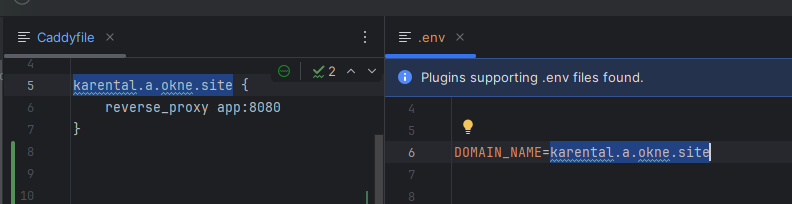 Caddyfile
4
2
5 karental.a.okne.site {
6 reverse_proxy app:8080
7 }
8
9
10
.env
Plugins supporting .env files found.
4
5
6 DOMAIN_NAME=karental.a.okne.site
7
8